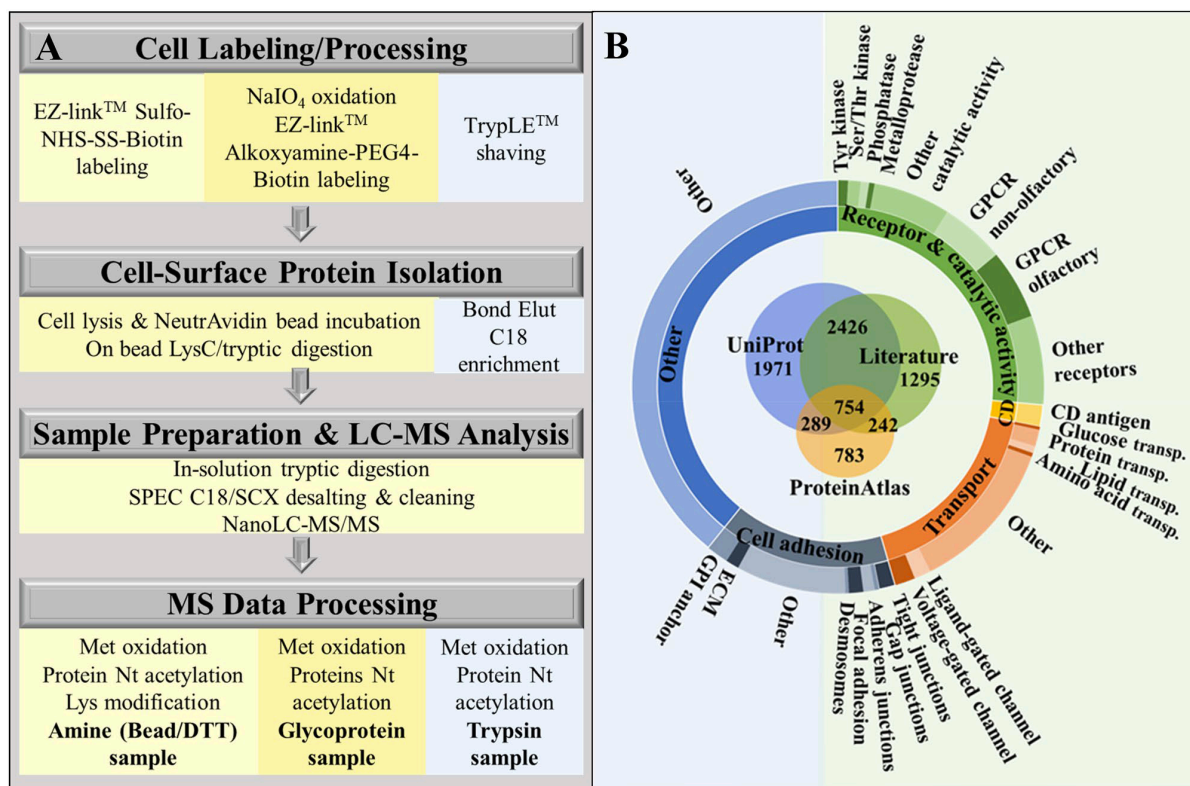 A
Cell Labeling/Processing
EZ-link™ Sulfo-
NHS-SS-Biotin
labeling
NaIO₄ oxidation
EZ-link™
Alkoxyamine-PEG4-
Biotin labeling
TrypLE™
shaving
Cell-Surface Protein Isolation
Cell lysis & NeutrAvidin bead incubation
On bead LysC/tryptic digestion
Bond Elut
C18
enrichment
Sample Preparation & LC-MS Analysis
In-solution tryptic digestion
SPEC C18/SCX desalting & cleaning
NanoLC-MS/MS
MS Data Processing
Met oxidation
Protein Nt acetylation
Lys modification
Amine (Bead/DTT)
sample
Met oxidation
Proteins Nt
acetylation
Glycoprotein
sample
Met oxidation
Protein Nt
acetylation
Trypsin
sample
B
Tyr kinase
Ser/Thr kinase
Phosphatase
Metalloprotease
Other
catalytic activity
GPCR
non-olfactory
GPCR
olfactory
Other
receptors
CD antigen
Glucose transp.
Protein transp.
Lipid transp.
Amino acid transp.
Other
Ligand-gated channel
Voltage-gated channel
Tight junctions
Gap junctions
Adherens junctions
Focal adhesion
Desmosomes
Other
ECM
GPI anchor
Other
Receptor & catalytic activity
CD
Transport
Cell adhesion
Other
UniProt
1971
2426
Literature
1295
754
289
242
783
ProteinAtlas